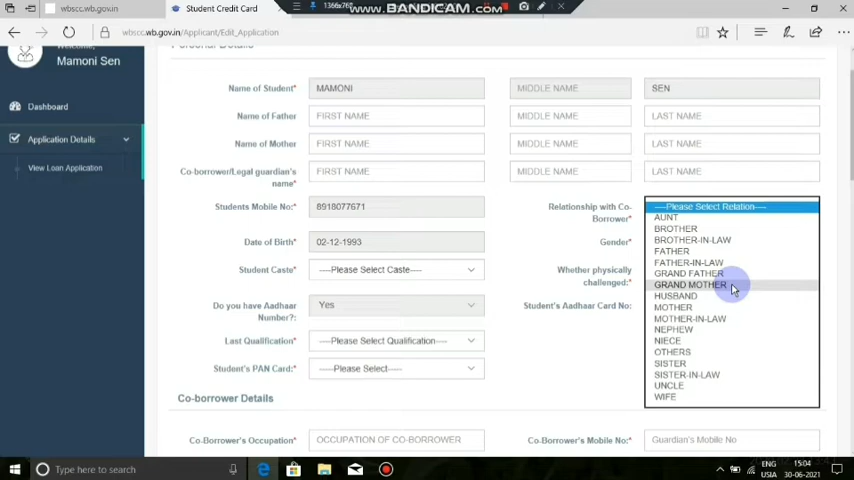 wbscc.wb.gov.in
Student Credit Card
1366x768
www.BANDICAM.com
wbscc.wb.gov.in/Applicant/Edit_Application
Welcome,
Mamoni Sen
Dashboard
Application Details
View Loan Application
Personal Details
Name of Student* MAMONI MIDDLE NAME SEN
Name of Father FIRST NAME MIDDLE NAME LAST NAME
Name of Mother FIRST NAME MIDDLE NAME LAST NAME
Co-borrower/Legal guardian's name* FIRST NAME MIDDLE NAME LAST NAME
Students Mobile No:* 8918077671
Relationship with Co-Borrower*
----Please Select Relation----
AUNT
BROTHER
BROTHER-IN-LAW
FATHER
FATHER-IN-LAW
GRAND FATHER
GRAND MOTHER
HUSBAND
MOTHER
MOTHER-IN-LAW
NEPHEW
NIECE
OTHERS
SISTER
SISTER-IN-LAW
UNCLE
WIFE
Date of Birth* 02-12-1993
Gender*
Student Caste* ----Please Select Caste----
Whether physically challenged:*
Do you have Aadhaar Number?:* Yes
Student's Aadhaar Card No:
Last Qualification* ----Please Select Qualification----
Student's PAN Card:* ----Please Select----
Co-borrower Details
Co-Borrower's Occupation* OCCUPATION OF CO-BORROWER
Co-Borrower's Mobile No:* Guardian's Mobile No
Type here to search
ENG
USIA
15:04
30-06-2021